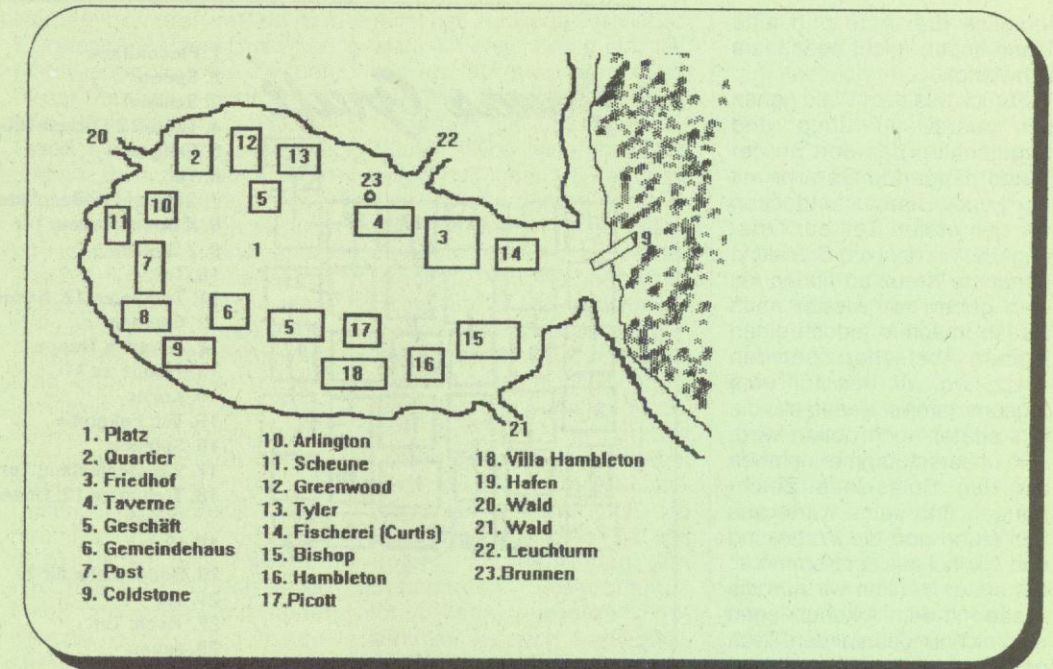 20
2
12
13
22
5
23
10
11
4
3
14
19
7
1
8
6
5
17
15
9
18
16
21
1. Platz
2. Quartier
3. Friedhof
4. Taverne
5. Geschäft
6. Gemeindehaus
7. Post
9. Coldstone
10. Arlington
11. Scheune
12. Greenwood
13. Tyler
14. Fischerei (Curtis)
15. Bishop
16. Hambleton
17.Picott
18. Villa Hambleton
19. Hafen
20. Wald
21. Wald
22. Leuchturm
23.Brunnen